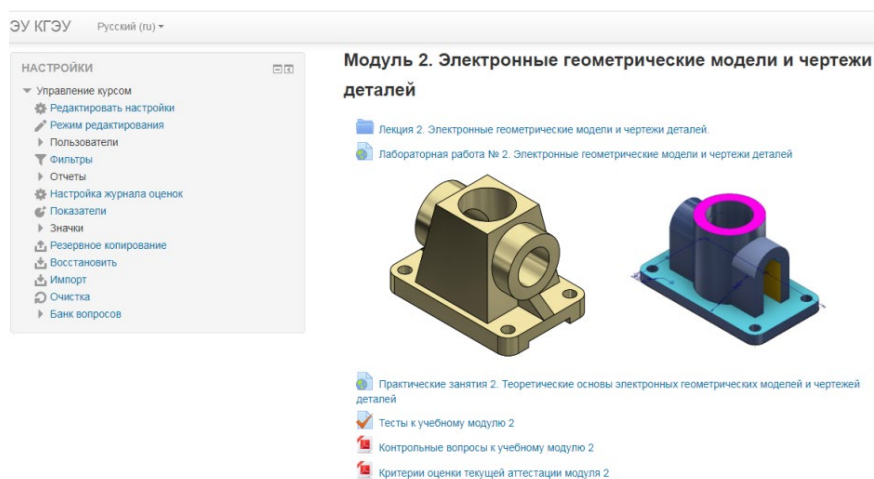 ЭУ КГЭУ Русский (ru)
НАСТРОЙКИ
Управление курсом
Редактировать настройки
Режим редактирования
Пользователи
Фильтры
Отчеты
Настройка журнала оценок
Показатели
Значки
Резервное копирование
Восстановить
Импорт
Очистка
Банк вопросов
Модуль 2. Электронные геометрические модели и чертежи
деталей
Лекция 2. Электронные геометрические модели и чертежи деталей.
Лабораторная работа № 2. Электронные геометрические модели и чертежи деталей
Практические занятия 2. Теоретические основы электронных геометрических моделей и чертежей
деталей
Тесты к учебному модулю 2
Контрольные вопросы к учебному модулю 2
Критерии оценки текущей аттестации модуля 2